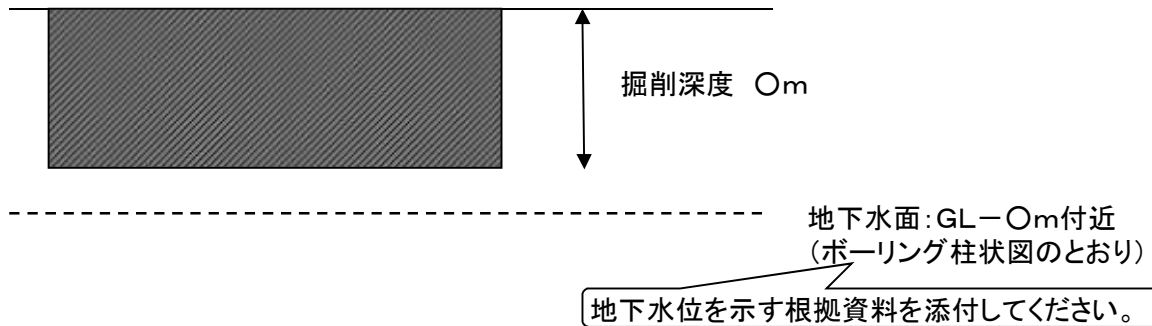 掘削深度　〇ｍ
地下水面：ＧＬ－〇ｍ付近
（ボーリング柱状図のとおり）
地下水位を示す根拠資料を添付してください。